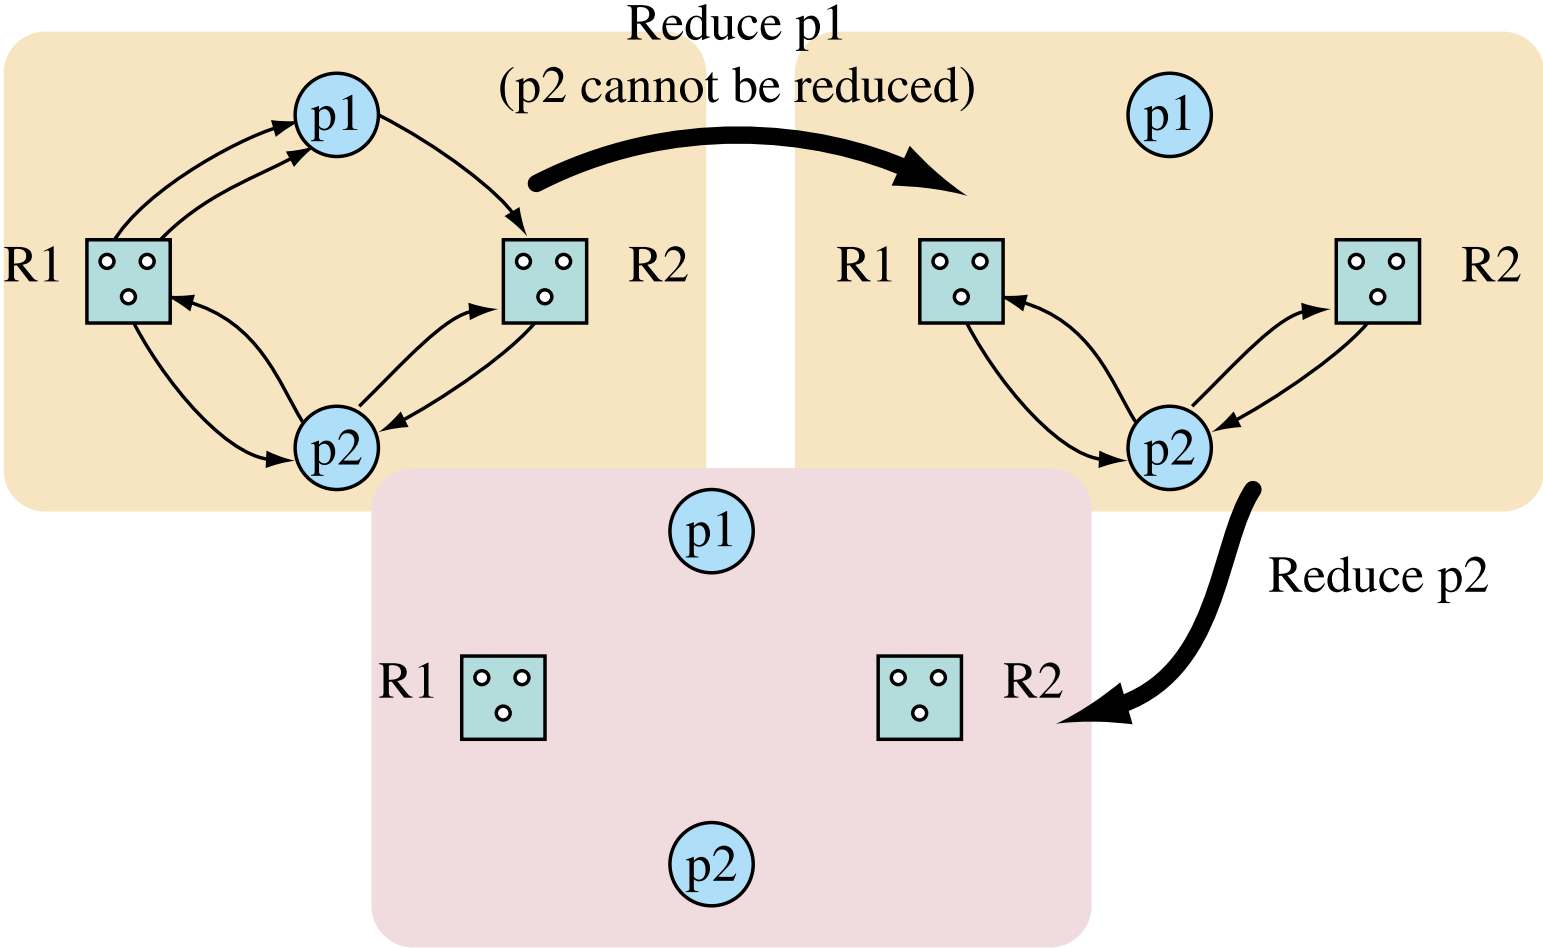 Reduce p1
(p2 cannot be reduced)
p1
R1
R2
p2
p1
R1
R2
p2
Reduce p2
p1
R1
R2
p2